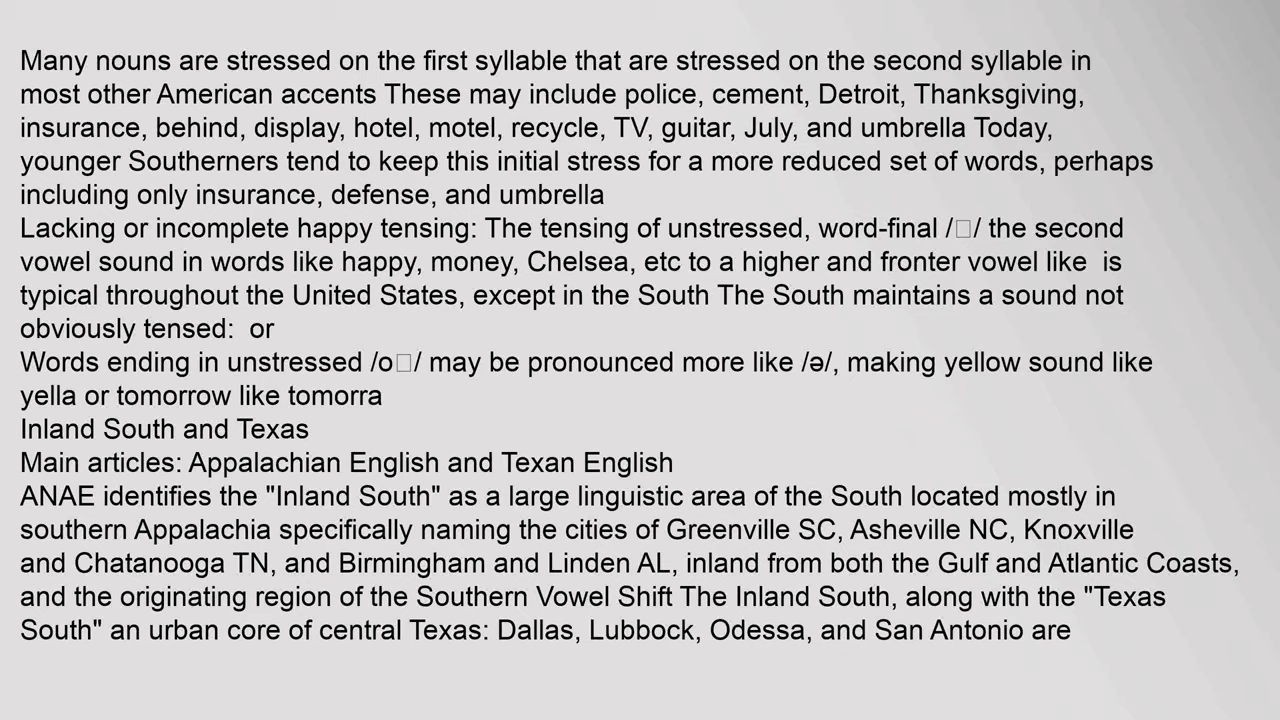 Many nouns are stressed on the first syllable that are stressed on the second syllable in
most other American accents These may include police, cement, Detroit, Thanksgiving,
insurance, behind, display, hotel, motel, recycle, TV, guitar, July, and umbrella Today,
younger Southerners tend to keep this initial stress for a more reduced set of words, perhaps
including only insurance, defense, and umbrella
Lacking or incomplete happy tensing: The tensing of unstressed, word-final /□/ the second
vowel sound in words like happy, money, Chelsea, etc to a higher and fronter vowel like  is
typical throughout the United States, except in the South The South maintains a sound not
obviously tensed:  or
Words ending in unstressed /o□/ may be pronounced more like /ə/, making yellow sound like
yella or tomorrow like tomorra
Inland South and Texas
Main articles: Appalachian English and Texan English
ANAE identifies the "Inland South" as a large linguistic area of the South located mostly in
southern Appalachia specifically naming the cities of Greenville SC, Asheville NC, Knoxville
and Chatanooga TN, and Birmingham and Linden AL, inland from both the Gulf and Atlantic Coasts,
and the originating region of the Southern Vowel Shift The Inland South, along with the "Texas
South" an urban core of central Texas: Dallas, Lubbock, Odessa, and San Antonio are